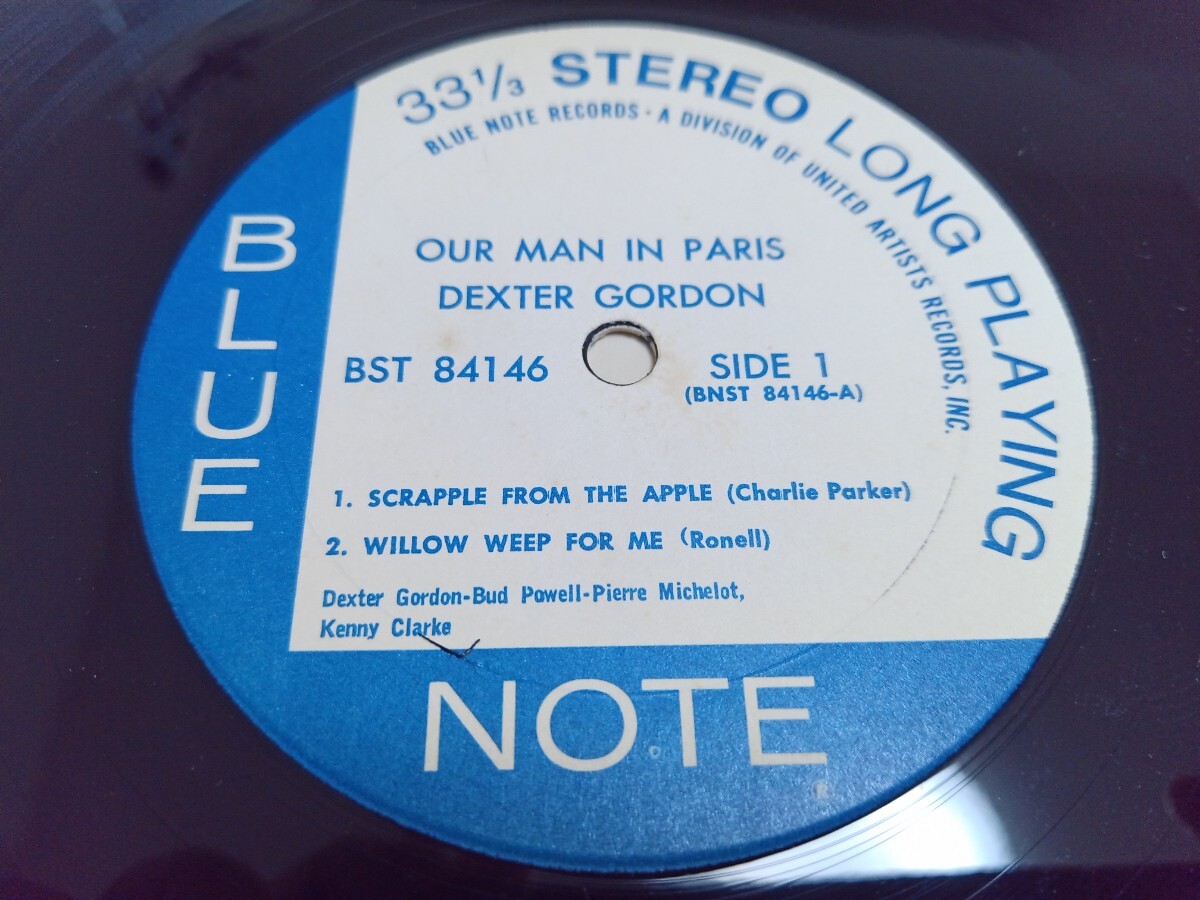 33⅓ STEREO LONG PLAYING
BLUE NOTE RECORDS · A DIVISION OF UNITED ARTISTS RECORDS, INC.
OUR MAN IN PARIS
DEXTER GORDON
BST 84146
SIDE 1
(BNST 84146-A)
1. SCRAPPLE FROM THE APPLE (Charlie Parker)
2. WILLOW WEEP FOR ME (Ronell)
Dexter Gordon-Bud Powell-Pierre Michelot,
Kenny Clarke
BLUE
NOTE
®